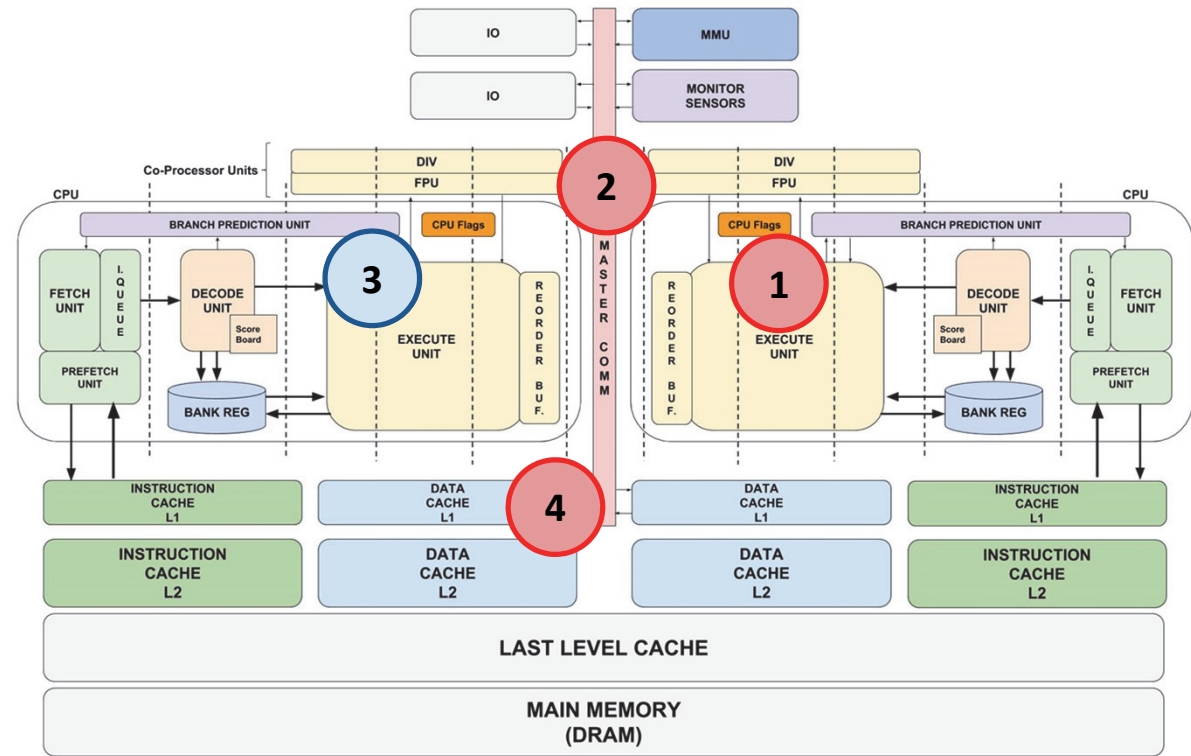 IO
MMU
IO
MONITOR
SENSORS
Co-Processor Units
DIV
FPU
DIV
FPU
2
CPU
CPU
BRANCH PREDICTION UNIT
CPU Flags
CPU Flags
BRANCH PREDICTION UNIT
FETCH
UNIT
I. QUEUE
DECODE
UNIT
Score
Board
PREFETCH
UNIT
BANK REG
3
EXECUTE
UNIT
REORDER BUF.
MASTER COMM
REORDER BUF.
1
EXECUTE
UNIT
DECODE
UNIT
Score
Board
BANK REG
I. QUEUE
FETCH
UNIT
PREFETCH
UNIT
INSTRUCTION
CACHE
L1
DATA
CACHE
L1
4
DATA
CACHE
L1
INSTRUCTION
CACHE
L1
INSTRUCTION
CACHE
L2
DATA
CACHE
L2
DATA
CACHE
L2
INSTRUCTION
CACHE
L2
LAST LEVEL CACHE
MAIN MEMORY
(DRAM)